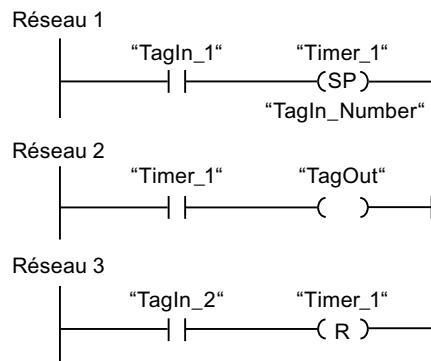 Réseau 1
“TagIn_1“ “Timer_1“
SP
“TagIn_Number“
Réseau 2
“Timer_1“ “TagOut“
Réseau 3
“TagIn_2“ “Timer_1“
R